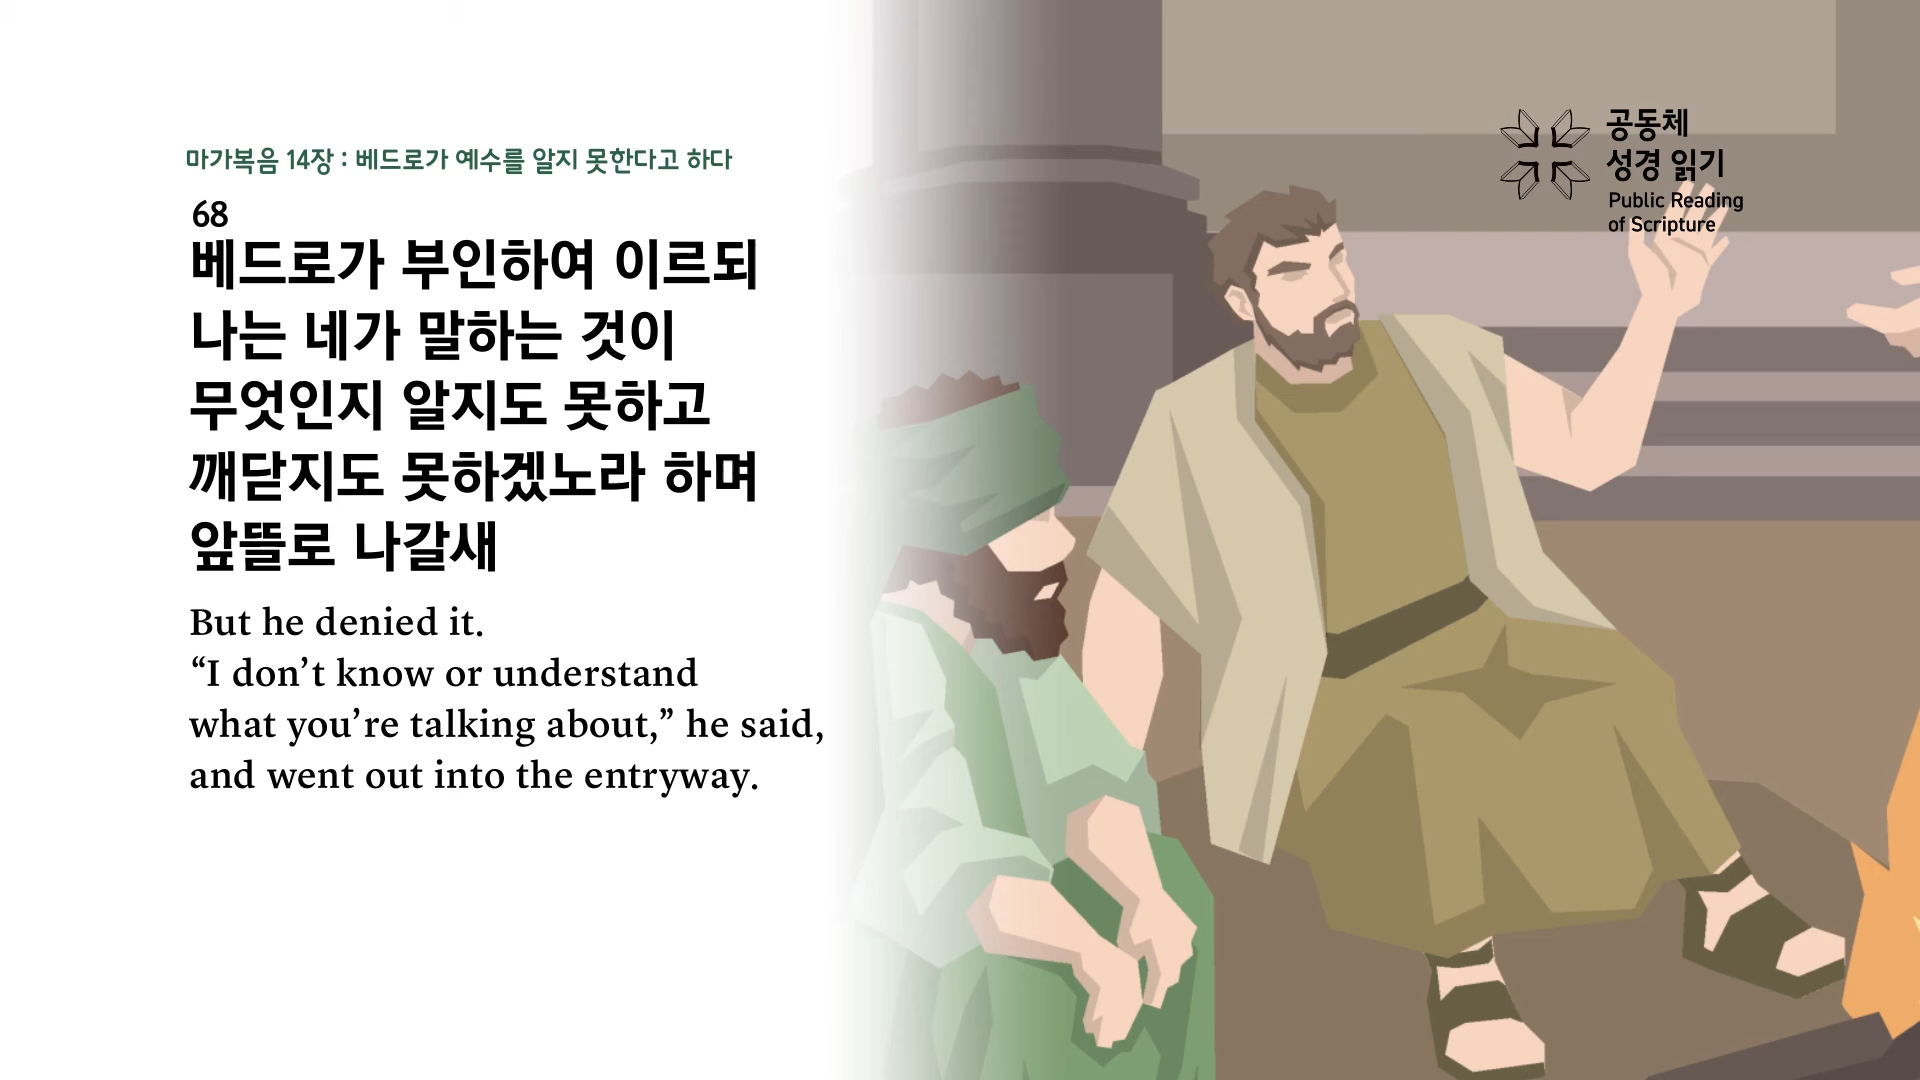 마가복음 14장 : 베드로가 예수를 알지 못한다고 하다
68
베드로가 부인하여 이르되
나는 네가 말하는 것이
무엇인지 알지도 못하고
깨닫지도 못하겠노라 하며
앞뜰로 나갈새
But he denied it.
“I don’t know or understand
what you’re talking about,” he said,
and went out into the entryway.
공동체
성경 읽기
Public Reading
of Scripture